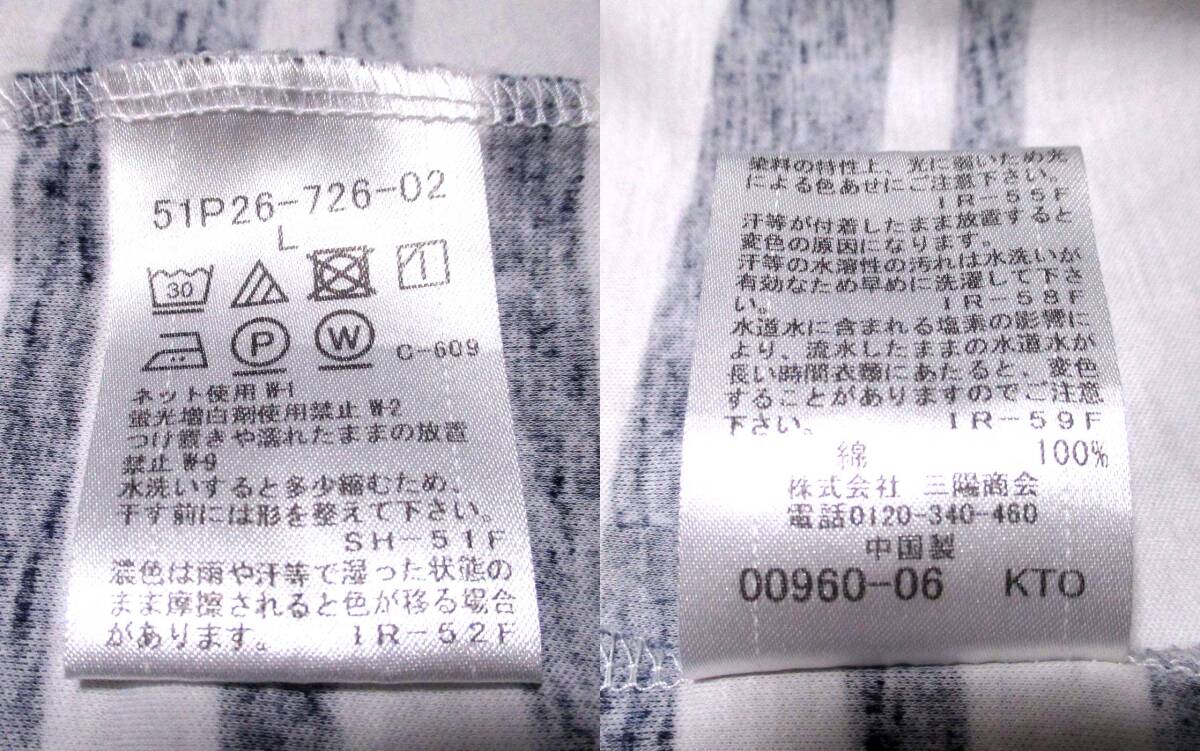 51P26-726-02
L
30
P W C-609
ネット使用 W-1
蛍光増白剤使用禁止 W-2
つけ置きや濡れたままの放置
禁止 W-9
水洗いすると多少縮むため、
干す前には形を整えて下さい。
SH-51F
濃色は雨や汗等で湿った状態の
まま摩擦されると色が移る場合
があります。 IR-52F
染料の特性上、光に弱いため光
による色あせにご注意下さい。
IR-55F
汗等が付着したまま放置すると
変色の原因になります。
汗等の水溶性の汚れは水洗いが
有効なため早めに洗濯して下さ
い。 IR-58F
水道水に含まれる塩素の影響に
より、流水したままの水道水が
長い時間衣類にあたると、変色
することがありますのでご注意
下さい。 IR-59F
綿 100%
株式会社 三陽商会
電話0120-340-460
中国製
00960-06 KTO